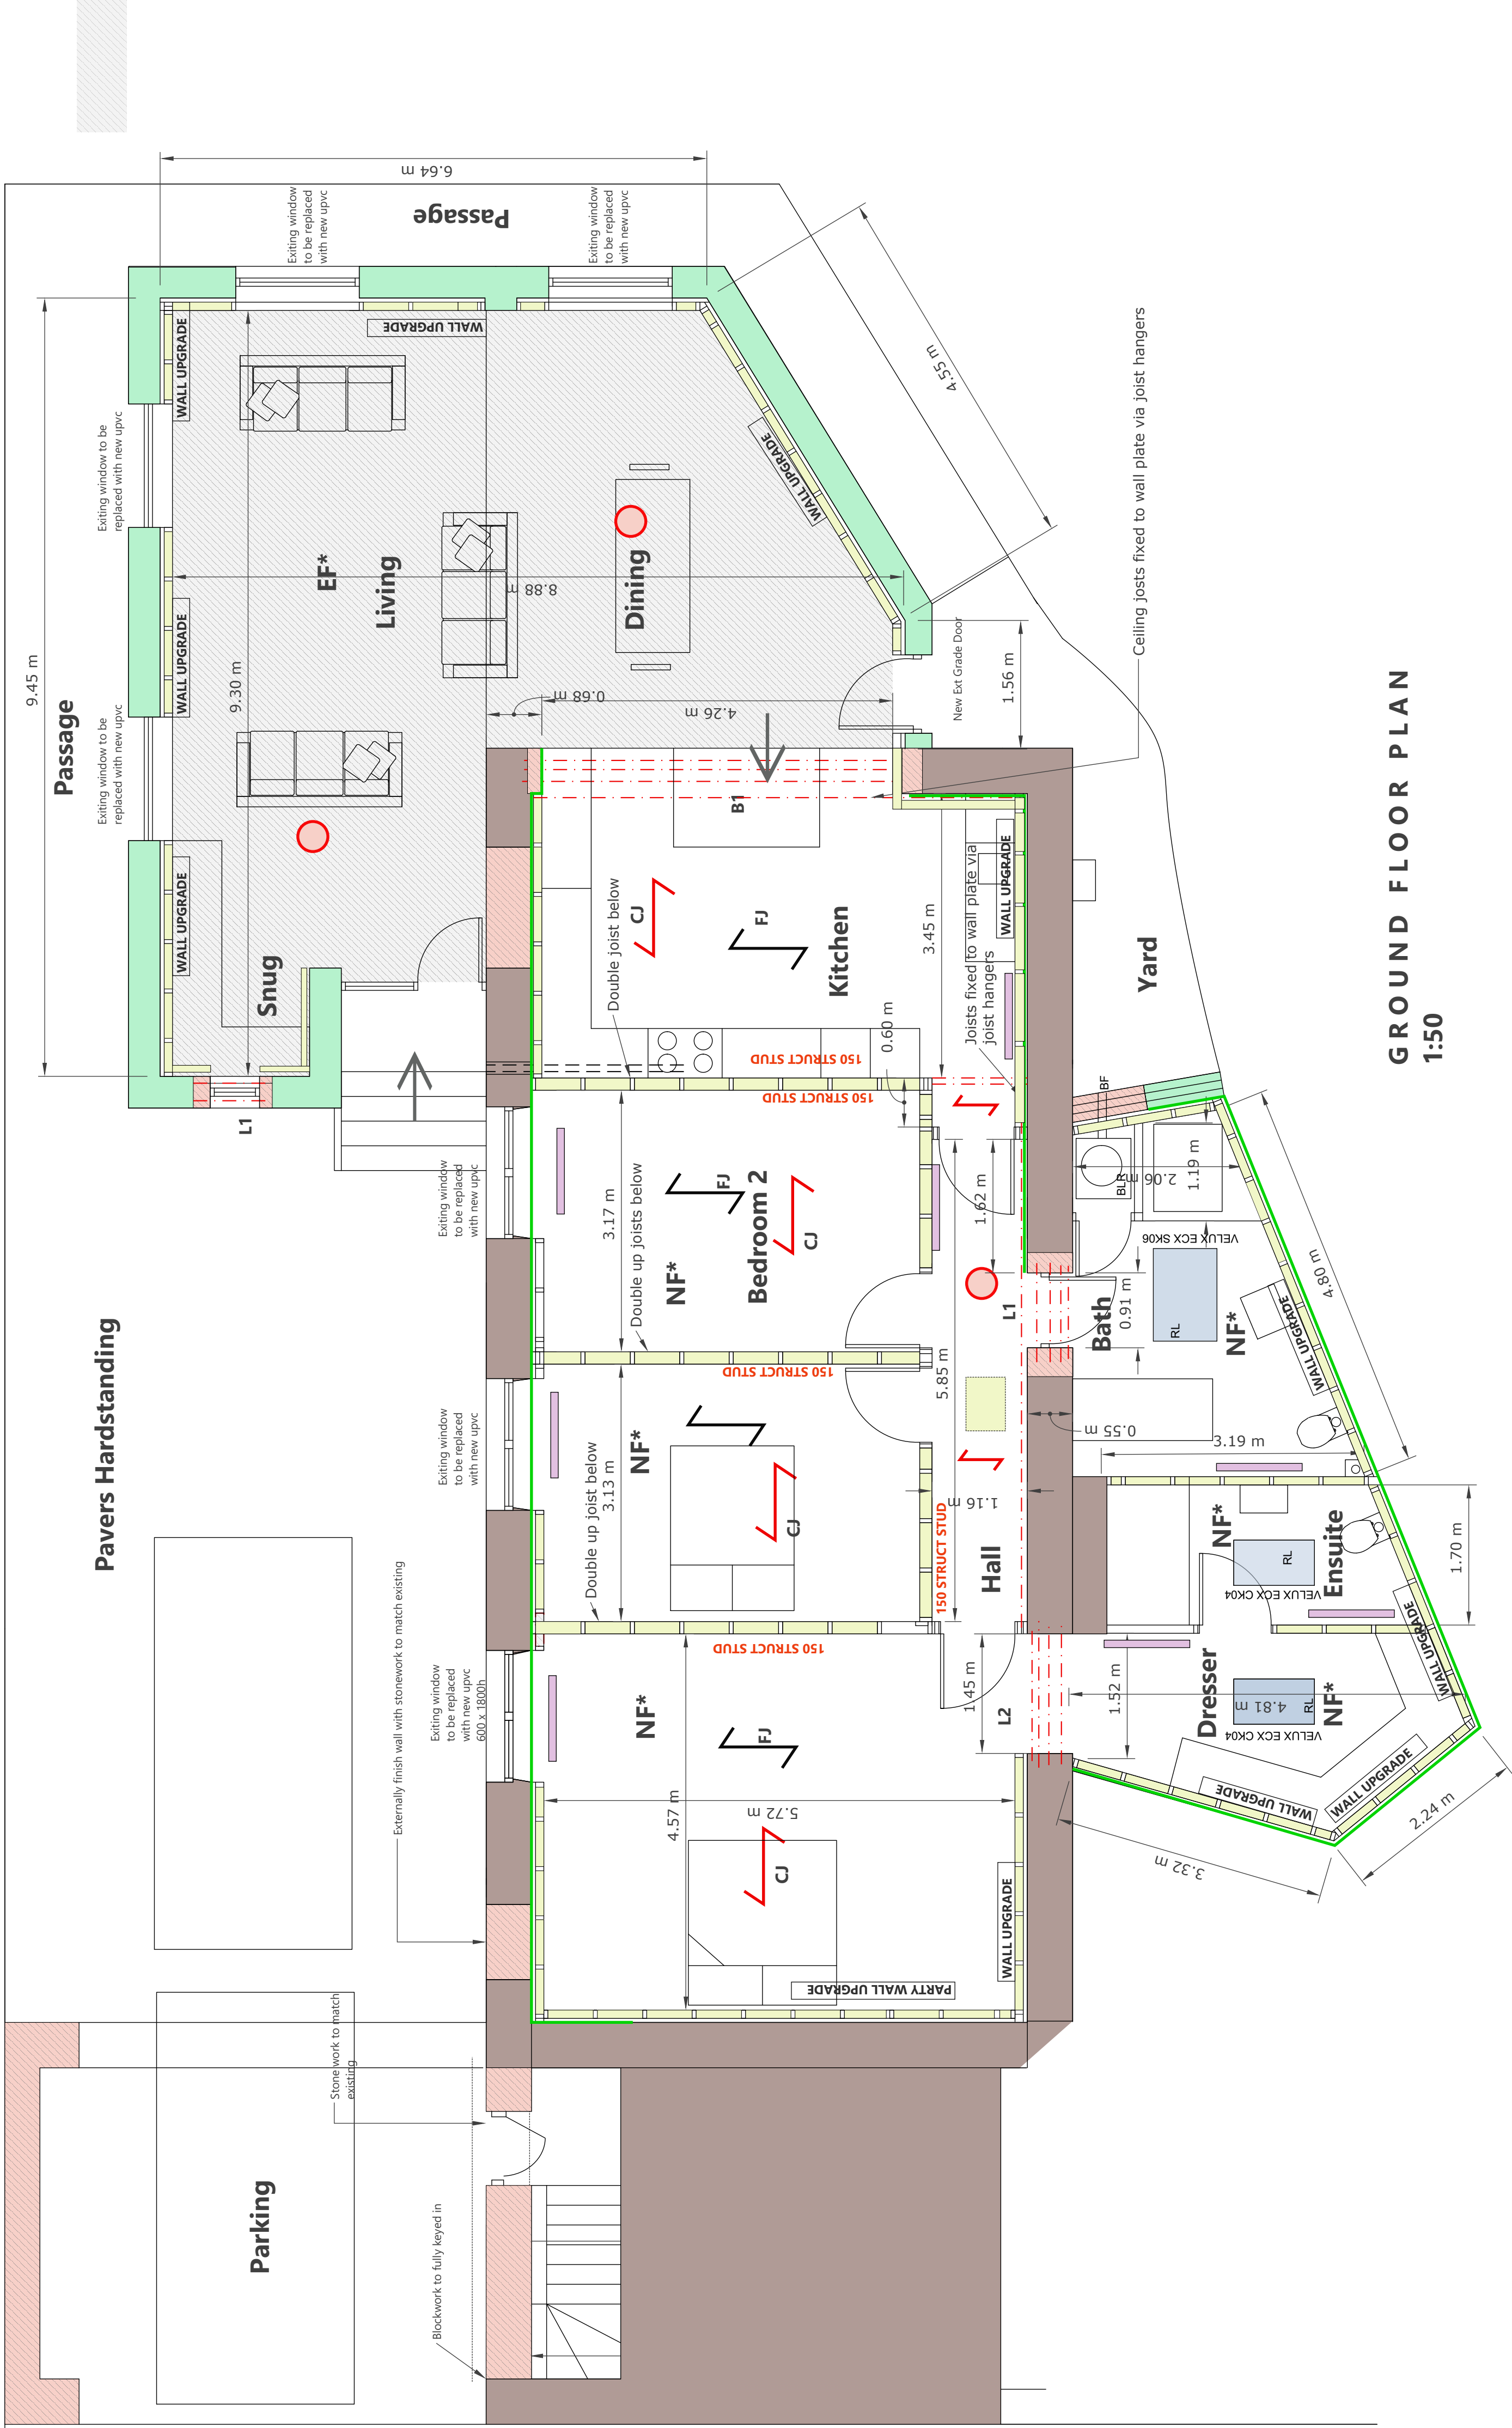 Passage
9.45 m
6.64 m
Passage
Exiting window
to be replaced
with new upvc
Exiting window
to be replaced
with new upvc
Exiting window to be
replaced with new upvc
Exiting window to be
replaced with new upvc
WALL UPGRADE
WALL UPGRADE
WALL UPGRADE
WALL UPGRADE
WALL UPGRADE
4.55 m
9.30 m
EF*
Living
8.88 m
Dining
0.68 m
4.26 m
New Ext Grade Door
1.56 m
Ceiling josts fixed to wall plate via joist hangers
Snug
L1
B1
CJ
FJ
Double joist below
Kitchen
3.45 m
WALL UPGRADE
Joists fixed to wall plate via
joist hangers
0.60 m
150 STRUCT STUD
150 STRUCT STUD
Yard
Pavers Hardstanding
Exiting window
to be replaced
with new upvc
3.17 m
Double up joists below
NF*
FJ
Bedroom 2
CJ
1.62 m
L1
5.85 m
BF
BLR
2.06 m
1.19 m
VELUX ECX SK06
RL
Bath
0.91 m
NF*
WALL UPGRADE
4.80 m
0.55 m
3.19 m
Exiting window
to be replaced
with new upvc
150 STRUCT STUD
NF*
3.13 m
Double up joist below
CJ
1.16 m
150 STRUCT STUD
Hall
NF*
RL
Ensuite
VELUX ECX CK04
1.70 m
WALL UPGRADE
Externally finish wall with stonework to match existing
Exiting window
to be replaced
with new upvc
600 x 1800h
150 STRUCT STUD
NF*
FJ
1.45 m
L2
1.52 m
Dresser
4.81 m
RL
NF*
VELUX ECX CK04
WALL UPGRADE
WALL UPGRADE
3.32 m
2.24 m
4.57 m
5.72 m
CJ
WALL UPGRADE
PARTY WALL UPGRADE
Stonework to match
existing
Parking
Blockwork to fully keyed in
GROUND FLOOR PLAN
1:50